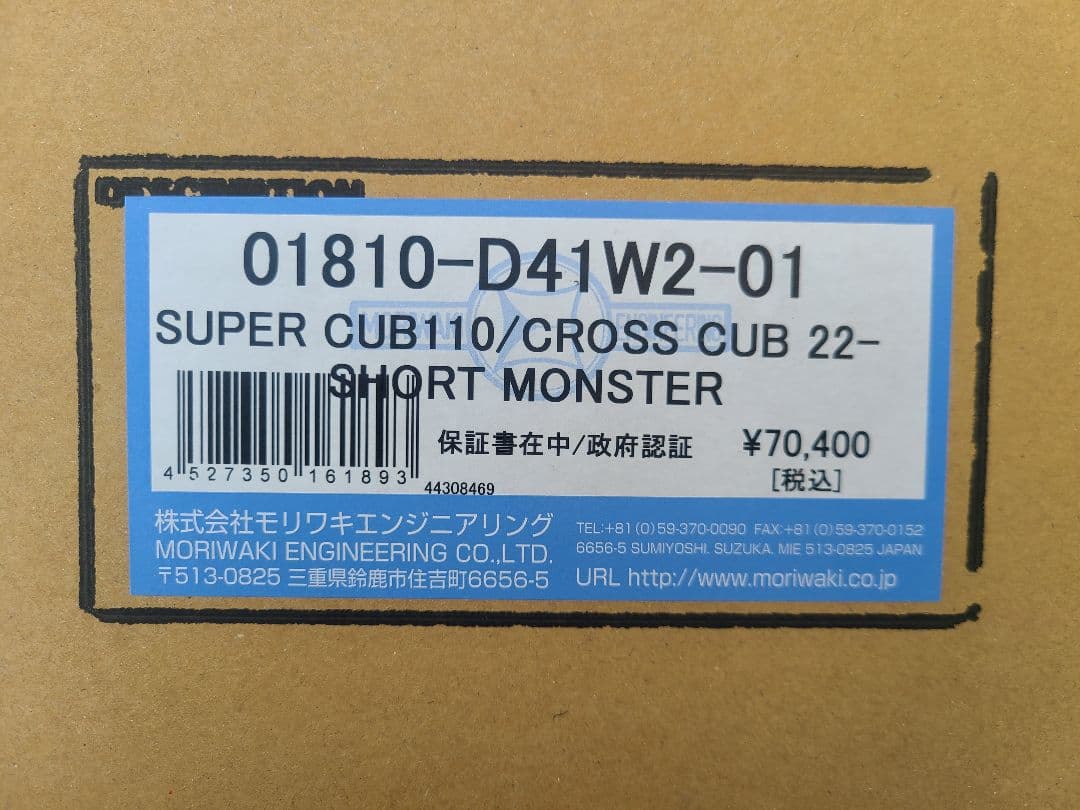 DESCRIPTION
01810-D41W2-01
MORIWAKI ENGINEERING
SUPER CUB110/CROSS CUB 22-
SHORT MONSTER
保証書在中/政府認証 ¥70,400
[税込]
4 527350 161893
44308469
株式会社モリワキエンジニアリング
MORIWAKI ENGINEERING CO.,LTD.
〒513-0825 三重県鈴鹿市住吉町6656-5
TEL:+81(0)59-370-0090 FAX:+81(0)59-370-0152
6656-5 SUMIYOSHI. SUZUKA. MIE 513-0825 JAPAN
URL http://www.moriwaki.co.jp